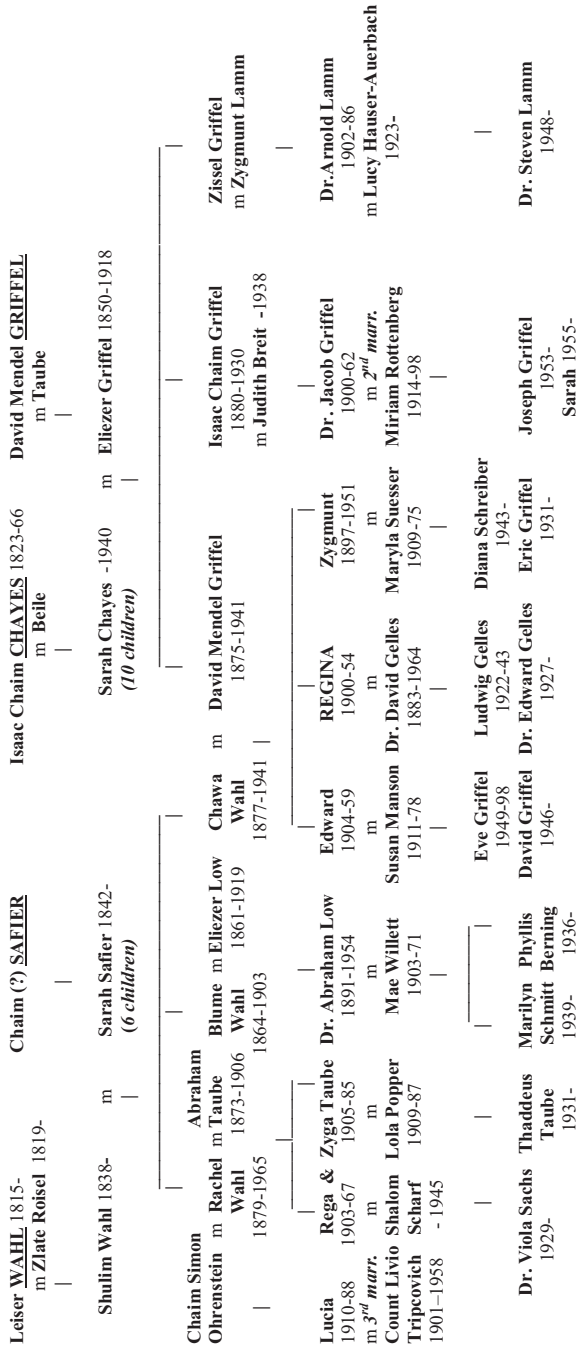 Leiser WAHL 1815- Chaim (?) SAFIER Isaac Chaim CHAYES 1823-66 David Mendel GRIFFEL
m Zlate Roisel 1819- m Beile m Taube
Shulim Wahl 1838- m Sarah Safier 1842- Sarah Chayes -1940 m Eliezer Griffel 1850-1918
(6 children) (10 children)
Chaim Simon Abraham
Ohrenstein m Rachel m Taube Blume m Eliezer Low Chawa m David Mendel Griffel Isaac Chaim Griffel Zissel Griffel
Wahl 1873-1906 Wahl 1861-1919 Wahl 1875-1941 1880-1930 m Zygmunt Lamm
1879-1965 1864-1903 1877-1941 m Judith Breit -1938
Lucia Rega & Zyga Taube Dr. Abraham Low Edward REGINA Zygmunt Dr. Jacob Griffel Dr.Arnold Lamm
1910-88 1903-67 1905-85 1891-1954 1904-59 1900-54 1897-1951 1900-62 1902-86
m 3rd marr. m m m m m m m 2nd marr. m Lucy Hauser-Auerbach
Count Livio Shalom Lola Popper Mae Willett Susan Manson Dr. David Gelles Maryla Suesser Miriam Rottenberg 1923-
Tripcovich Scharf 1909-87 1903-71 1911-78 1883-1964 1909-75 1914-98
1901–1958 - 1945
Eve Griffel Ludwig Gelles Diana Schreiber
1949-98 1922-43 1943-
Dr. Viola Sachs Thaddeus Marilyn Phyllis David Griffel Dr. Edward Gelles Eric Griffel Joseph Griffel Dr. Steven Lamm
1929- Taube Schmitt Berning 1946- 1927- 1931- 1953- 1948-
1931- 1939- 1936- Sarah 1955-